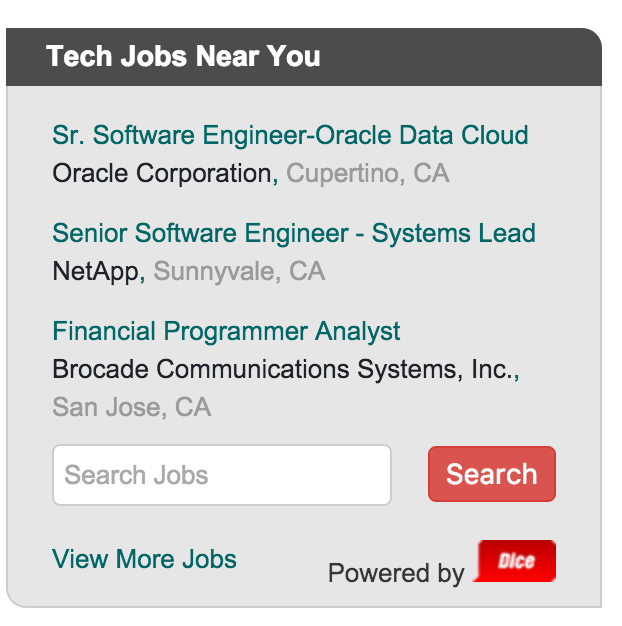 Tech Jobs Near You
Sr. Software Engineer-Oracle Data Cloud
Oracle Corporation, Cupertino, CA
Senior Software Engineer - Systems Lead
NetApp, Sunnyvale, CA
Financial Programmer Analyst
Brocade Communications Systems, Inc.,
San Jose, CA
Search Jobs
Search
View More Jobs
Powered by Dice